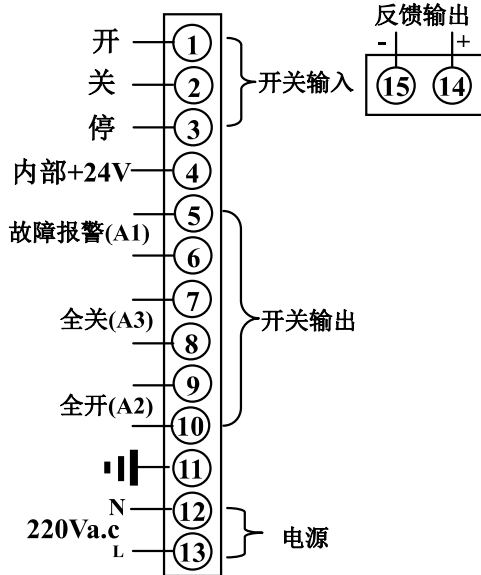 反馈输出
- +
15 14
开 1
关 2 开关输入
停 3
内部+24V 4
5
故障报警(A1)
6
7
全关(A3)
8 开关输出
9
全开(A2)
10
11
N 12
220Va.c 电源
L 13